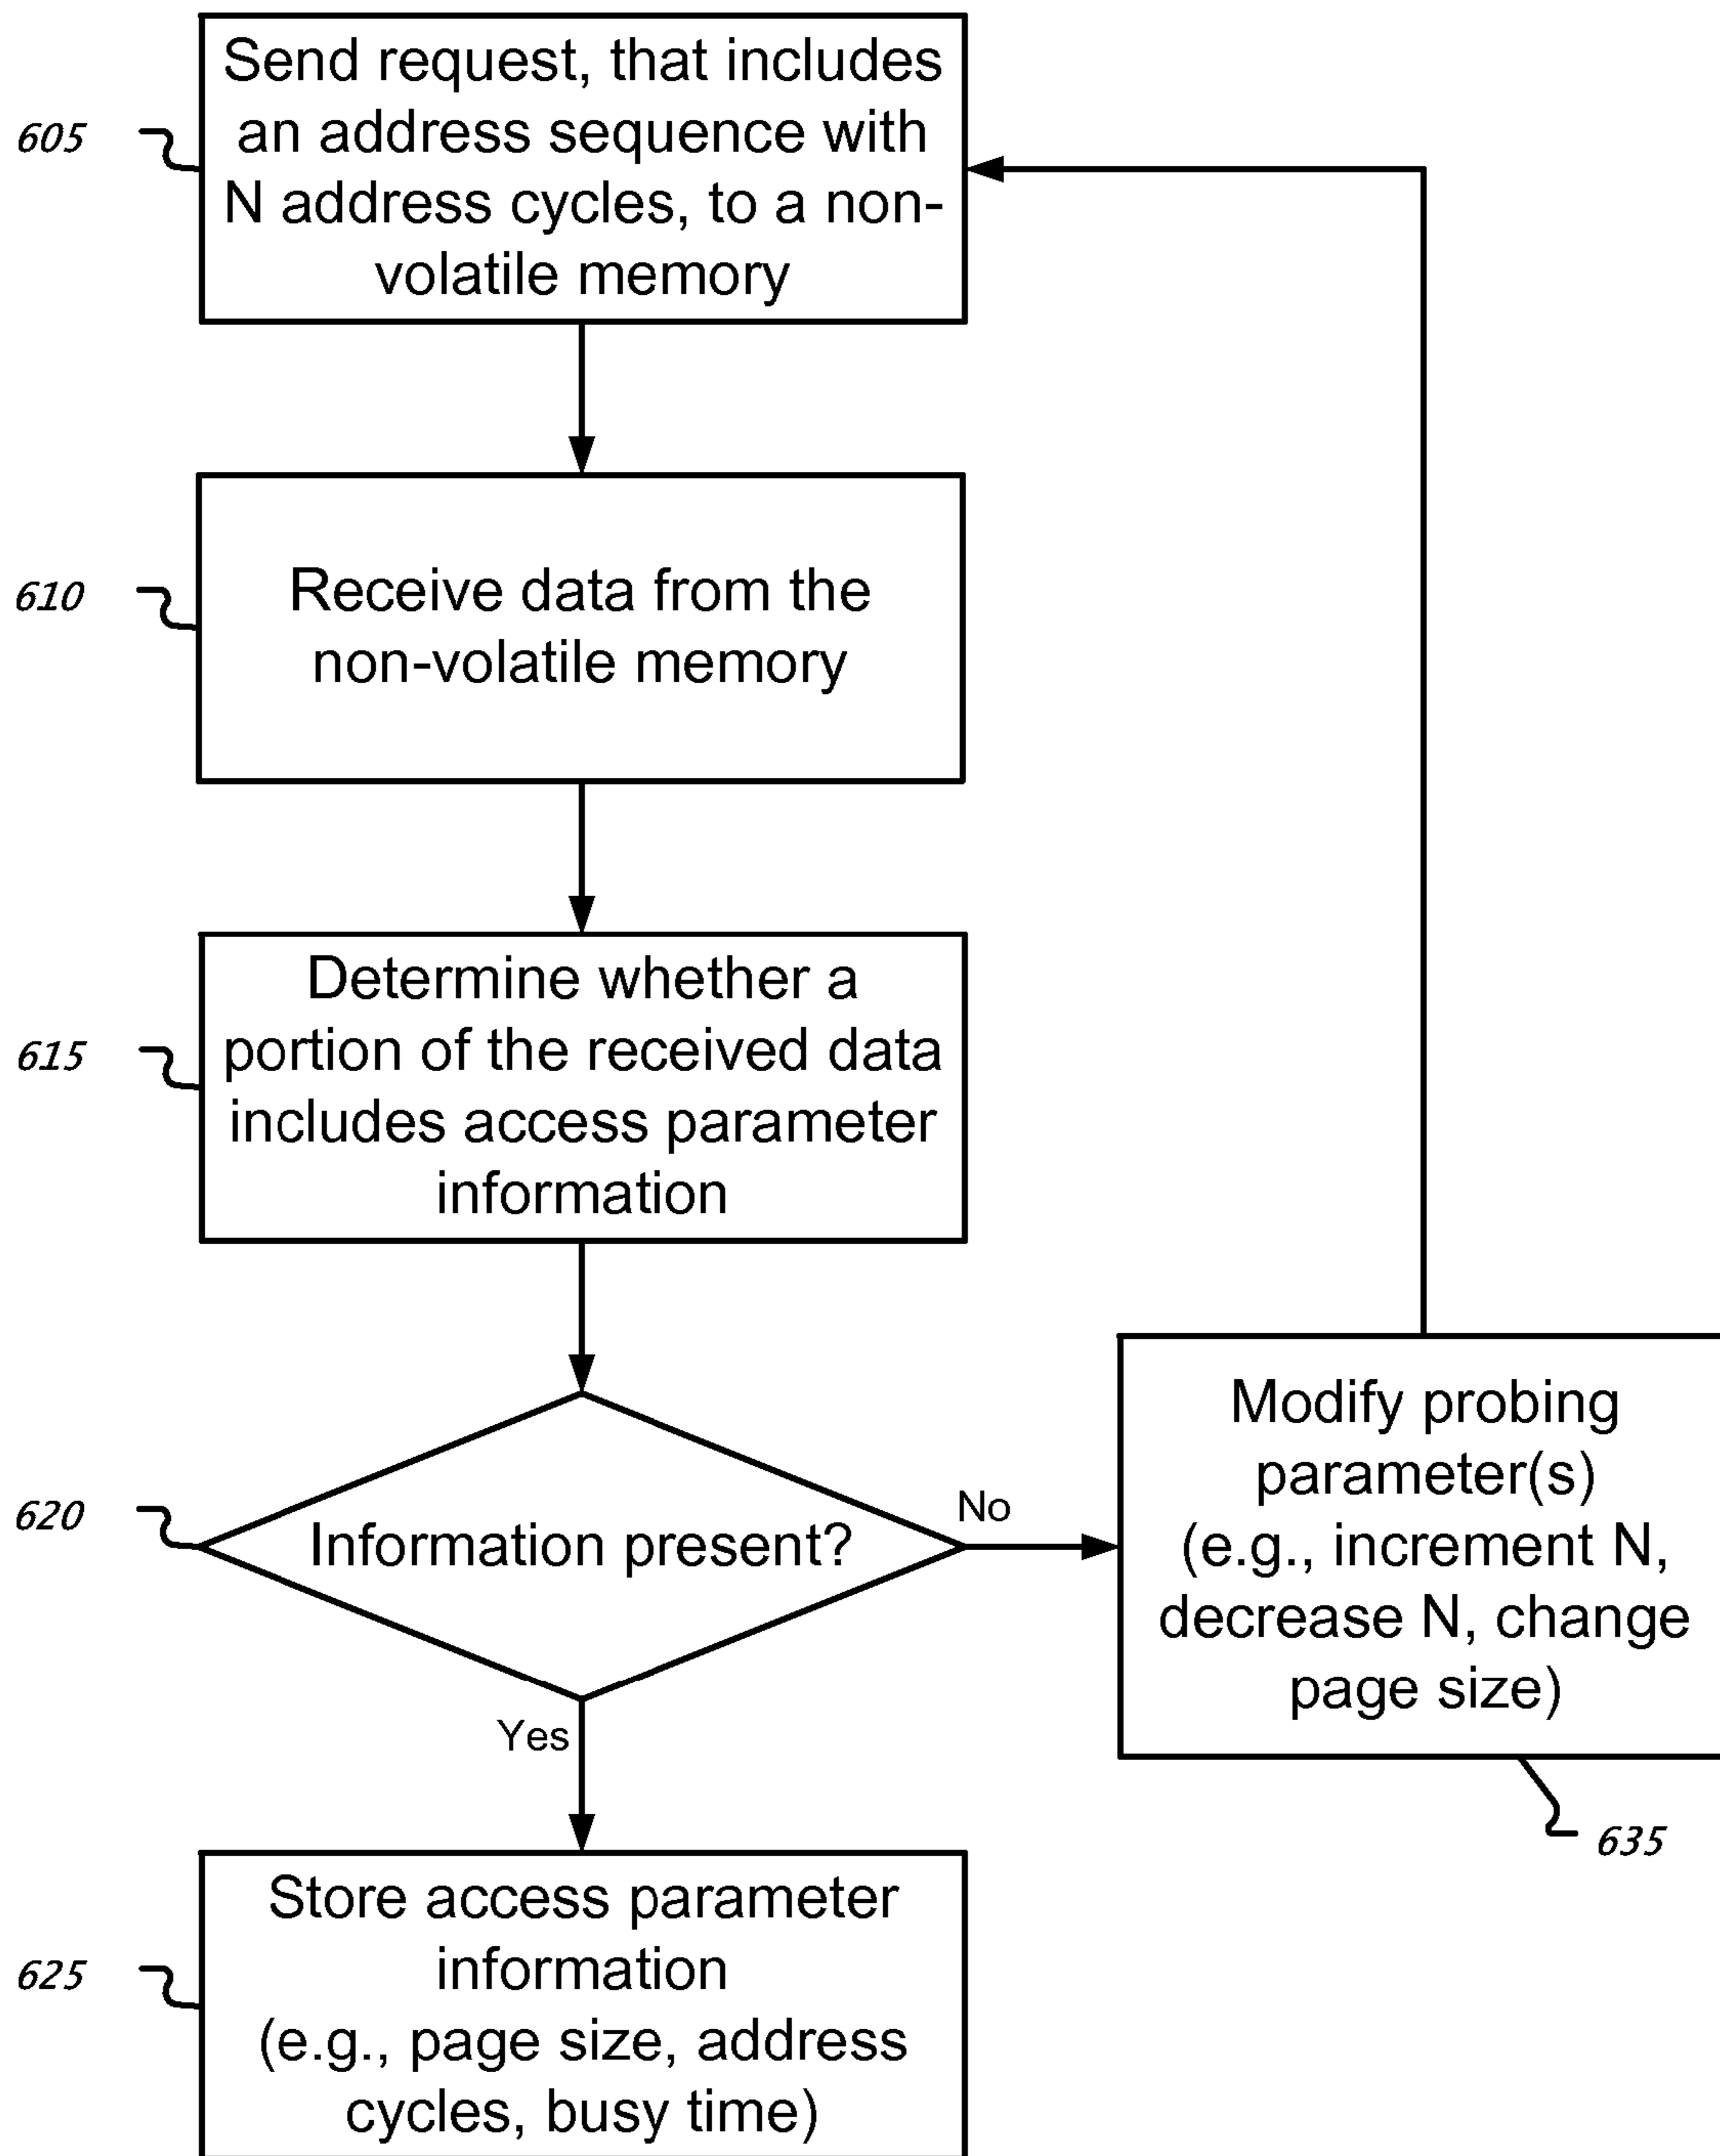 Send request, that includes
an address sequence with
N address cycles, to a non-
volatile memory
605
Receive data from the
non-volatile memory
610
Determine whether a
portion of the received data
includes access parameter
information
615
Information present?
620
No
Yes
Modify probing
parameter(s)
(e.g., increment N,
decrease N, change
page size)
635
Store access parameter
information
(e.g., page size, address
cycles, busy time)
625